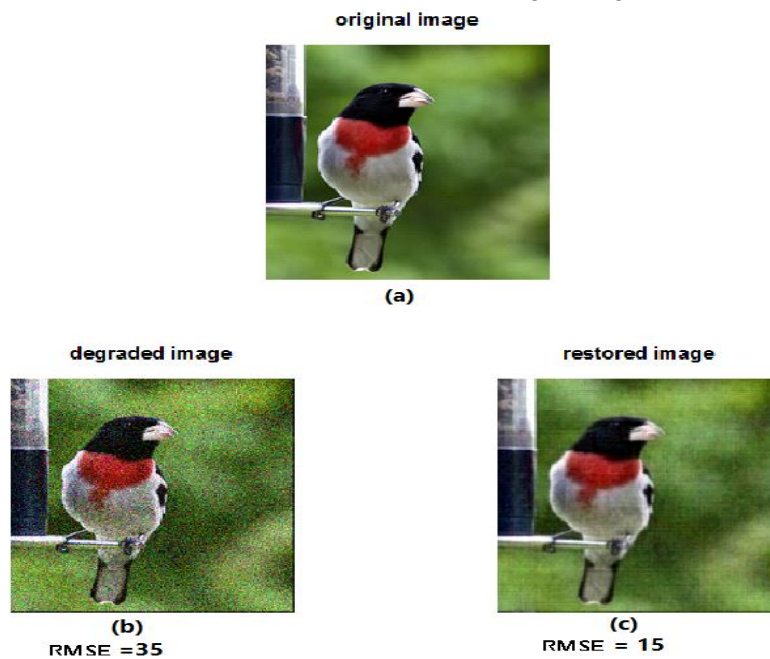 original image
(a)
degraded image
restored image
(b)
(c)
RMSE =35
RMSE = 15